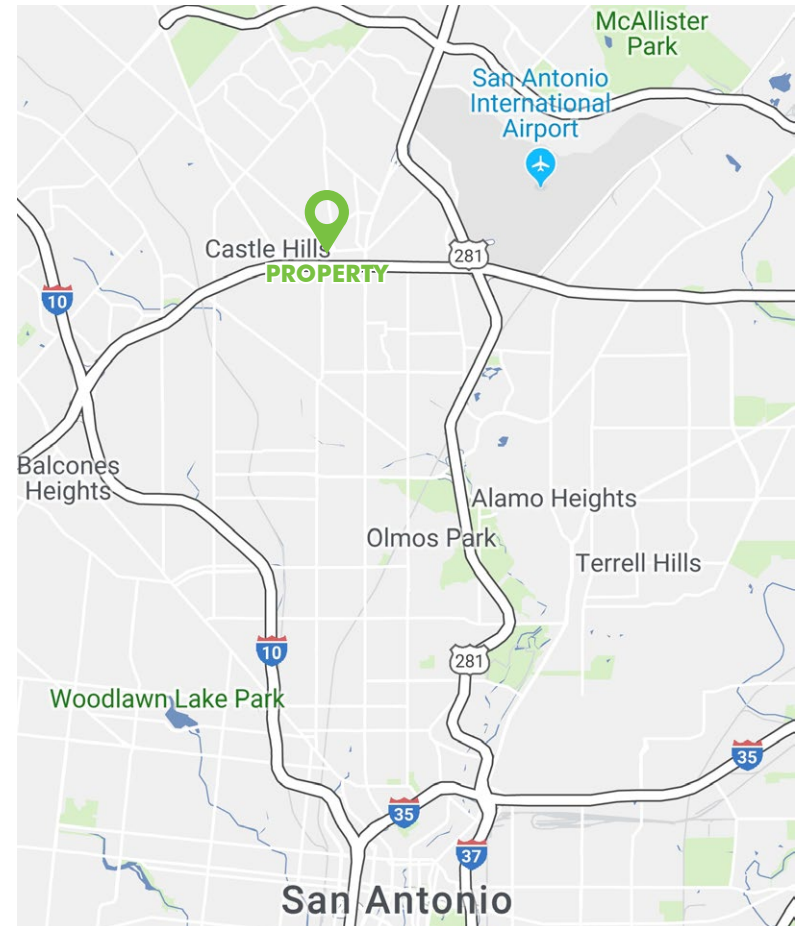 McAllister
Park
San Antonio
International
Airport
Castle Hills
281
PROPERTY
10
Balcones
Heights
Alamo Heights
Olmos Park
Terrell Hills
10
281
Woodlawn Lake Park
35
35
37
San Antonio